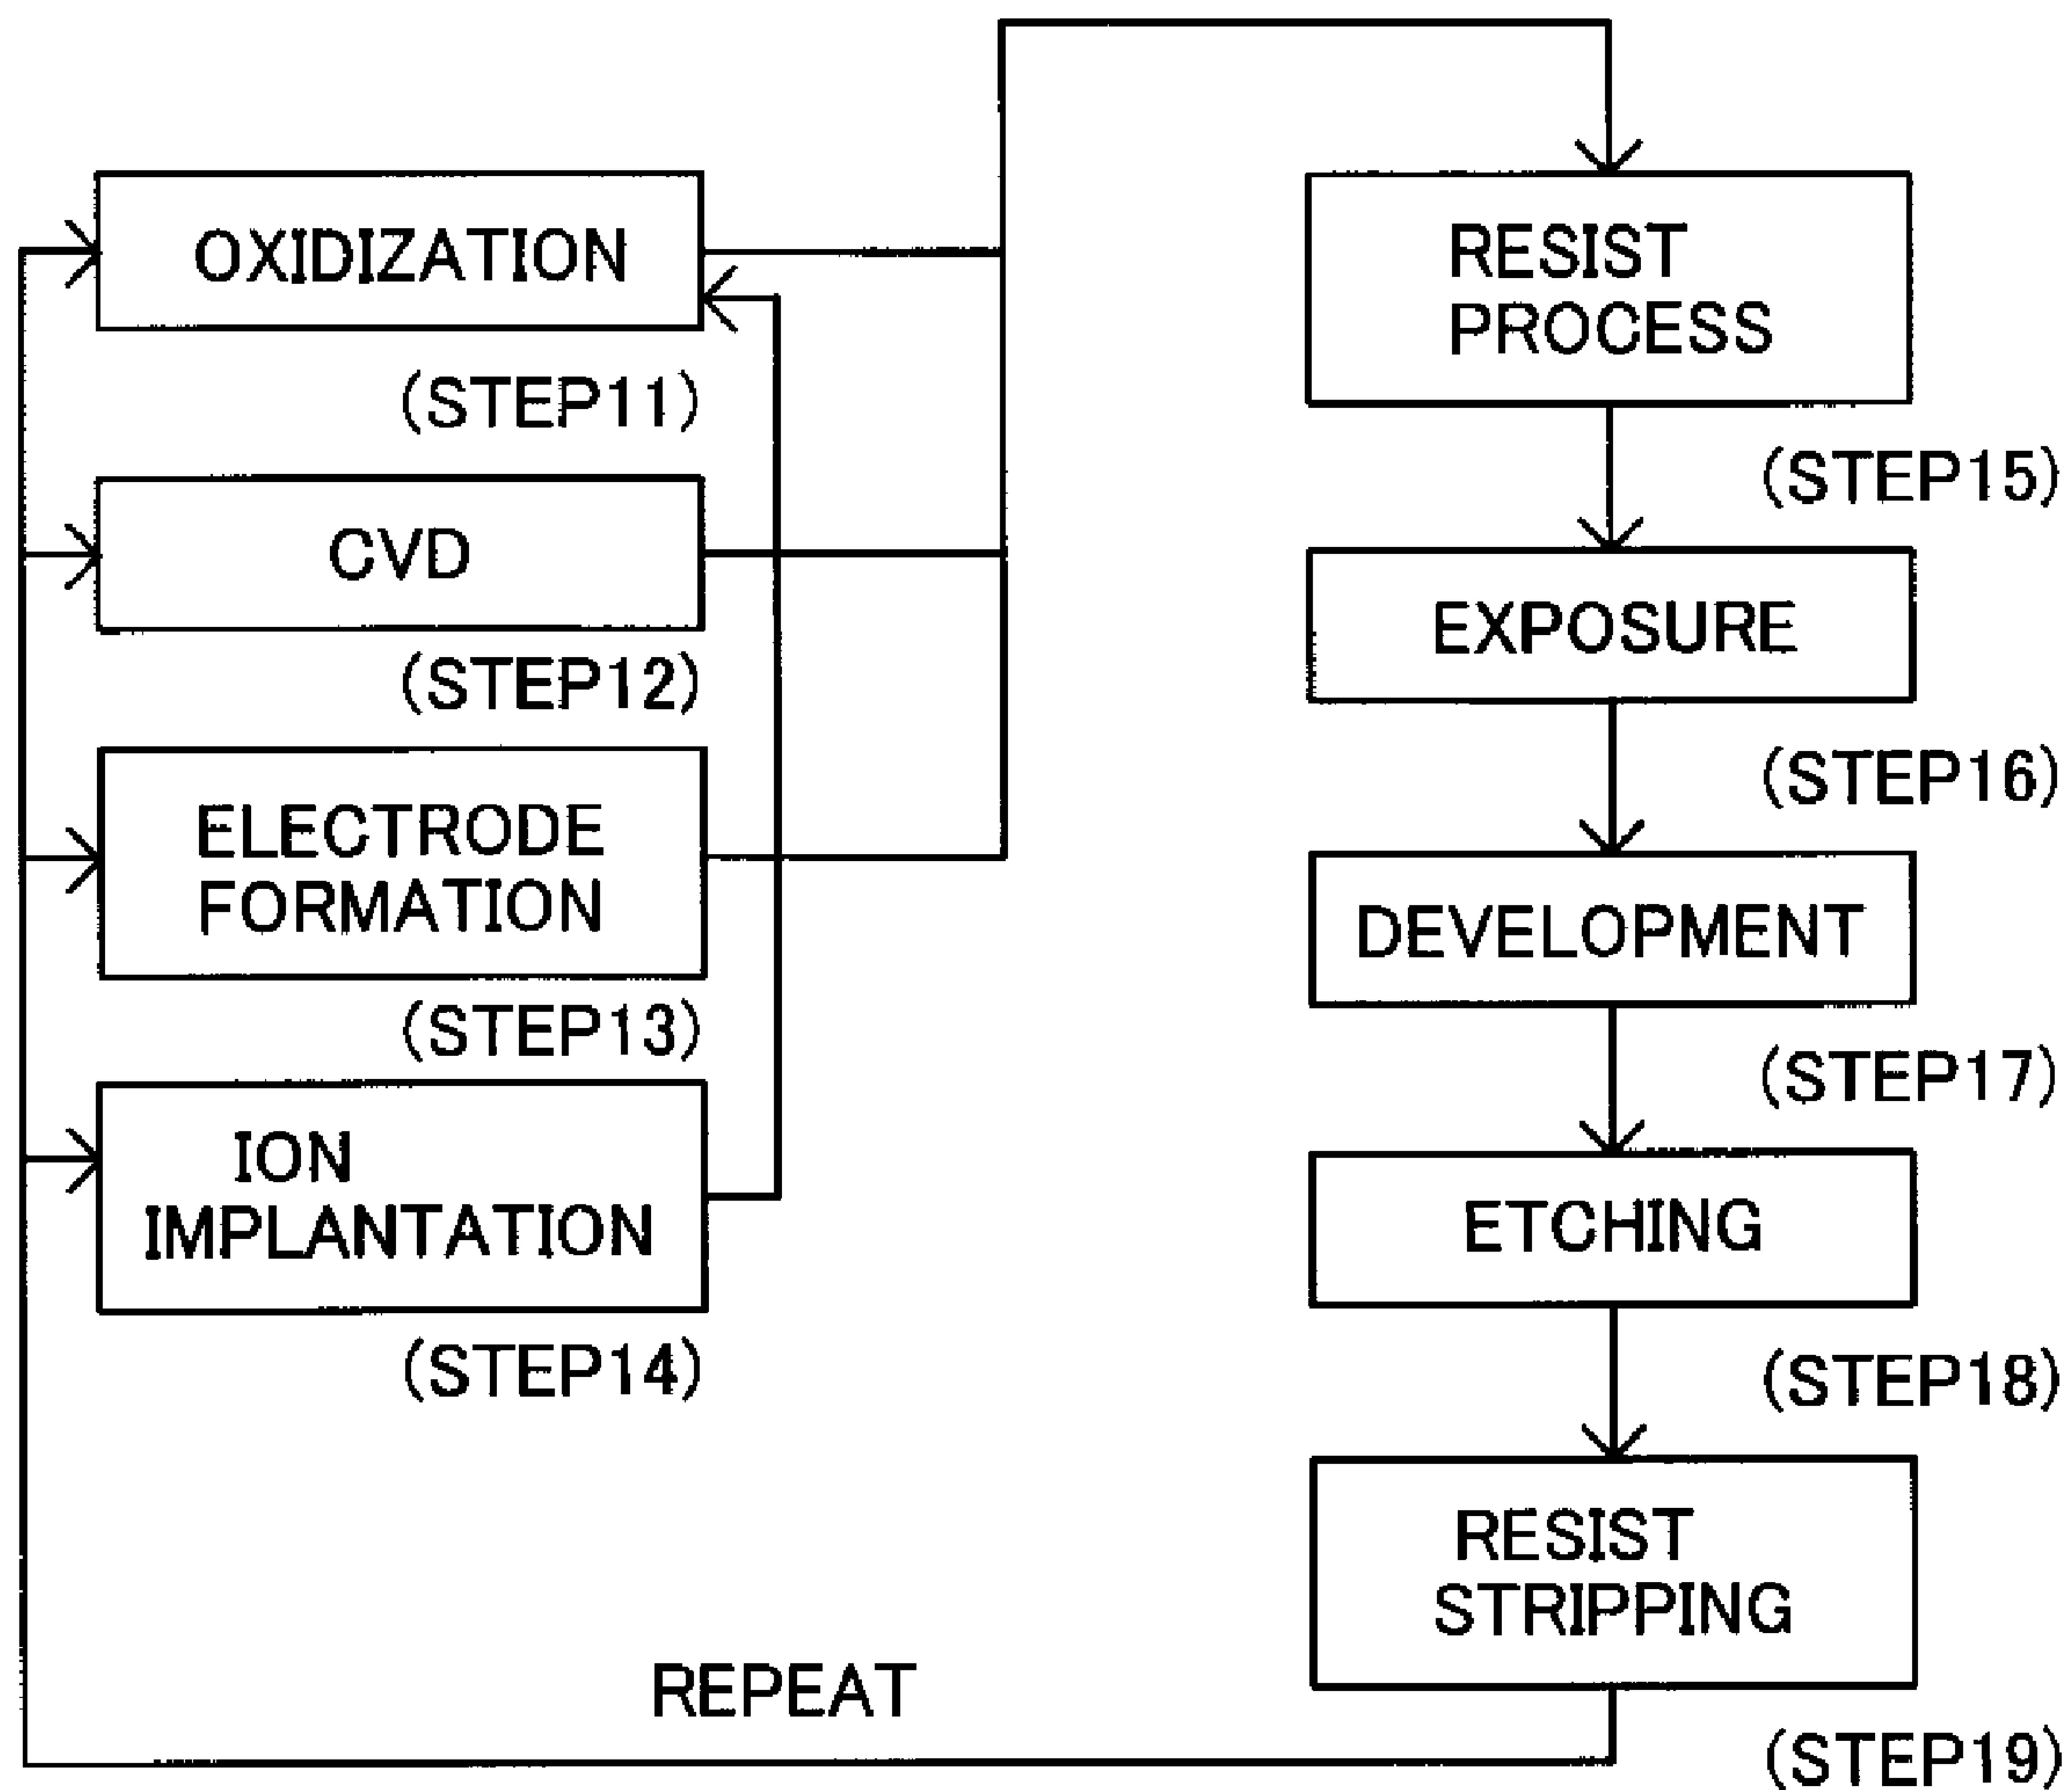 OXIDIZATION
(STEP11)
CVD
(STEP12)
ELECTRODE
FORMATION
(STEP13)
ION
IMPLANTATION
(STEP14)
RESIST
PROCESS
(STEP15)
EXPOSURE
(STEP16)
DEVELOPMENT
(STEP17)
ETCHING
(STEP18)
RESIST
STRIPPING
(STEP19)
REPEAT